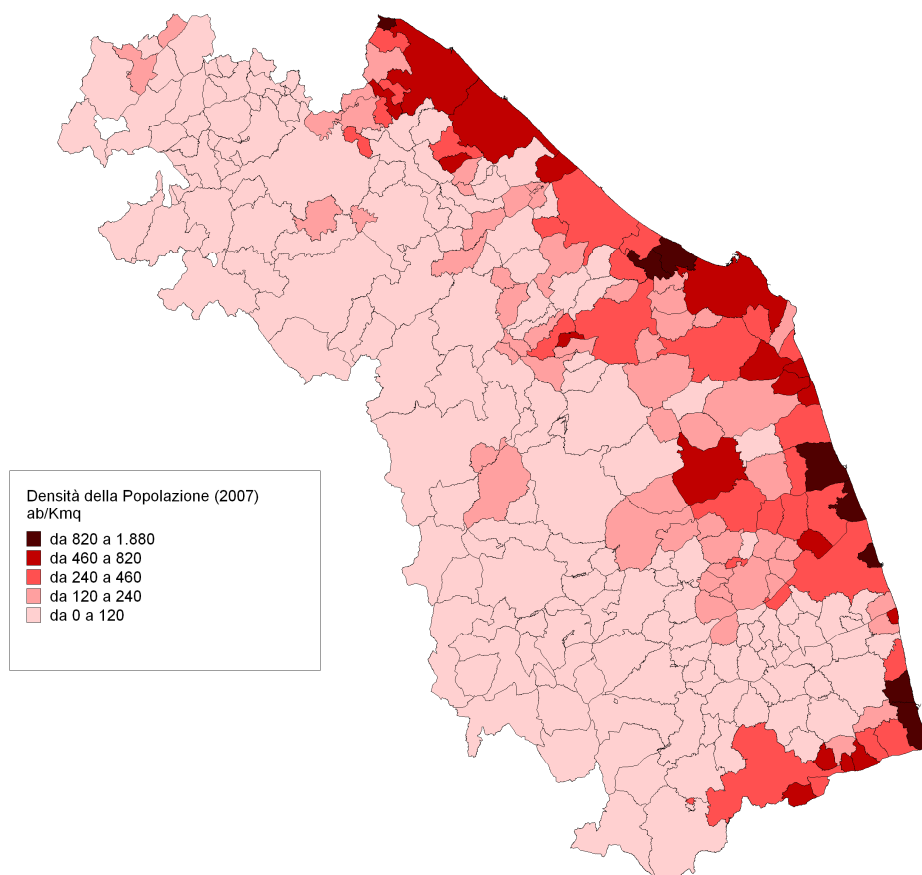 Densità della Popolazione (2007)
ab/Kmq
da 820 a 1.880
da 460 a 820
da 240 a 460
da 120 a 240
da 0 a 120